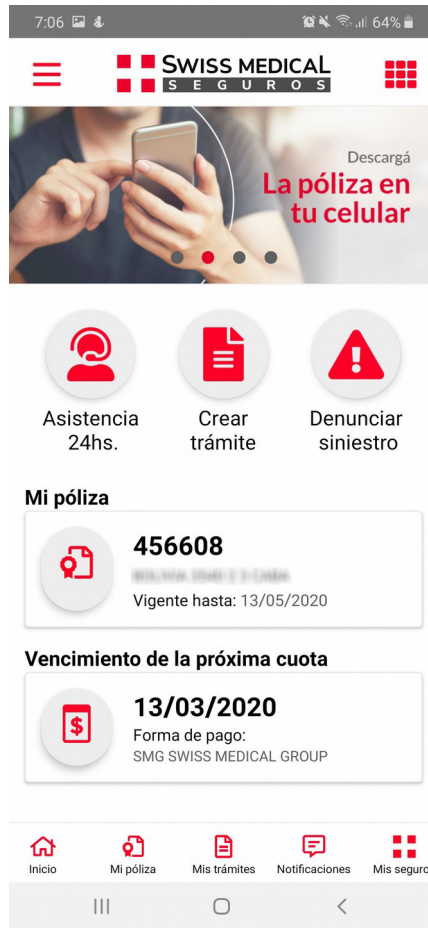 7:06
64%
SWISS MEDICAL
SEGUROS
Descargá
La póliza en
tu celular
Asistencia
24hs.
Crear
trámite
Denunciar
siniestro
Mi póliza
456608
Vigente hasta: 13/05/2020
Vencimiento de la próxima cuota
13/03/2020
Forma de pago:
SMG SWISS MEDICAL GROUP
Inicio
Mi póliza
Mis trámites
Notificaciones
Mis seguro